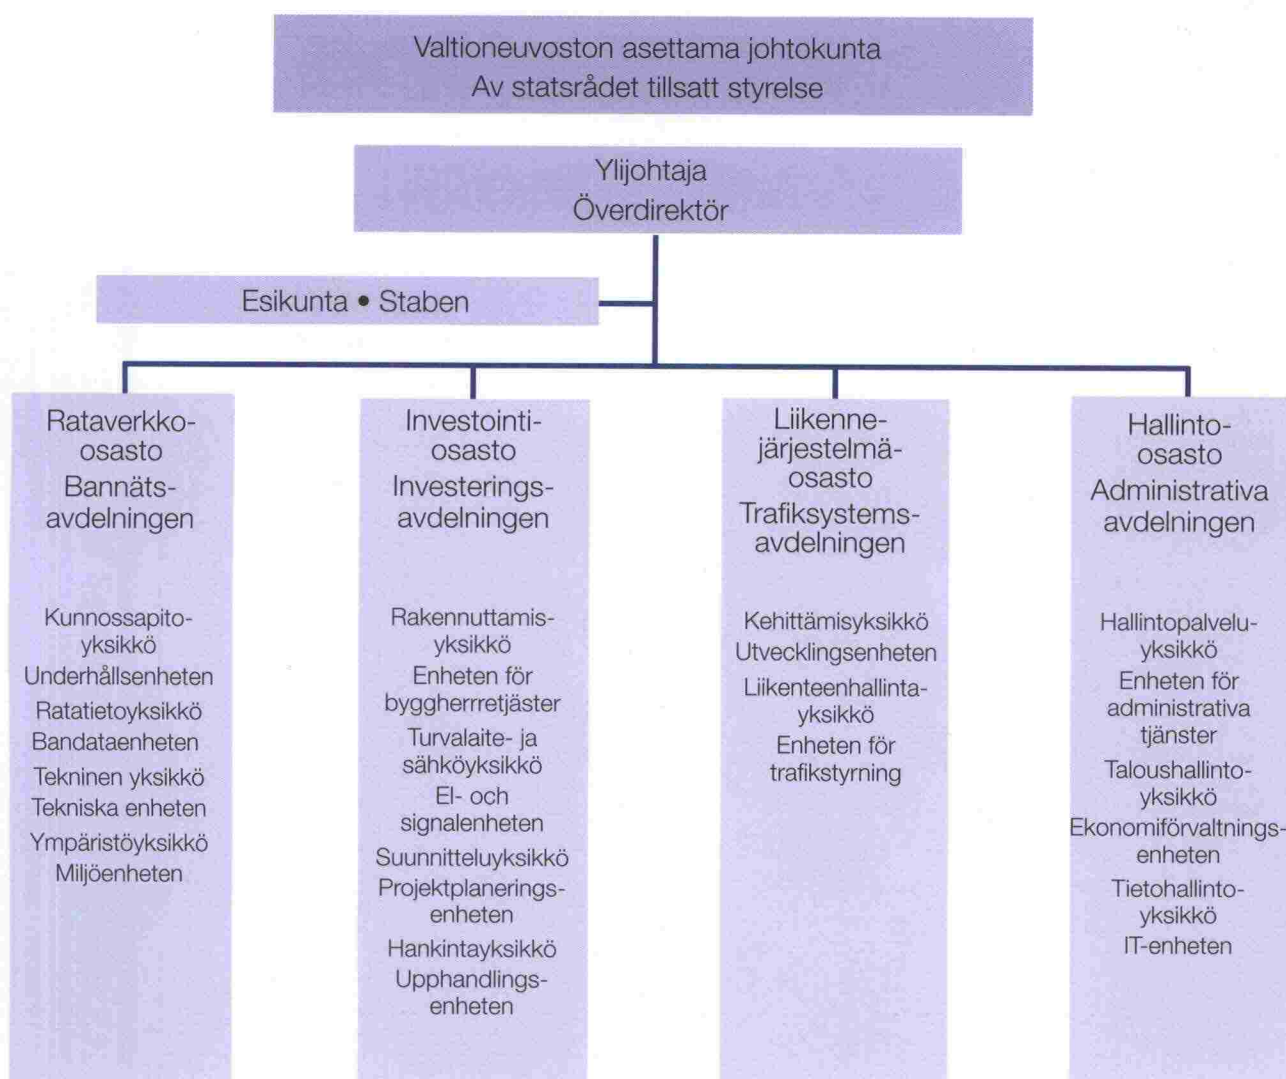 Valtioneuvoston asettama johtokunta
Av statsrådet tillsatt styrelse
Ylijohtaja
Överdirektör
Esikunta • Staben
Rataverkko-
osasto
Bannäts-
avdelningen
Kunnossapito-
yksikkö
Underhållsenheten
Ratatietoyksikkö
Bandataenheten
Tekninen yksikkö
Tekniska enheten
Ympäristöyksikkö
Miljöenheten
Investointi-
osasto
Investerings-
avdelningen
Rakennuttamis-
yksikkö
Enheten för
byggherrretjäster
Turvalaite- ja
sähköyksikkö
El- och
signalenheten
Suunnitteluyksikkö
Projektplanerings-
enheten
Hankintayksikkö
Upphandlings-
enheten
Liikenne-
järjestelmä-
osasto
Trafiksystems-
avdelningen
Kehittämisyksikkö
Utvecklingsenheten
Liikenteenhallinta-
yksikkö
Enheten för
trafikstyrning
Hallinto-
osasto
Administrativa
avdelningen
Hallintopalvelu-
yksikkö
Enheten för
administrativa
tjänster
Taloushallinto-
yksikkö
Ekonomiförvaltnings-
enheten
Tietohallinto-
yksikkö
IT-enheten